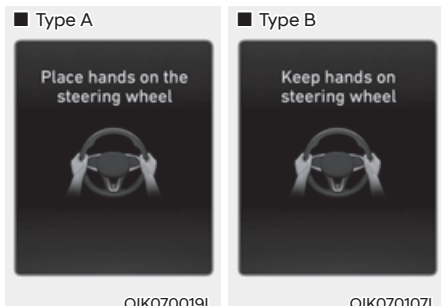 ■ Type A
Place hands on the
steering wheel
OIK070019L
■ Type B
Keep hands on
steering wheel
OIK070107L